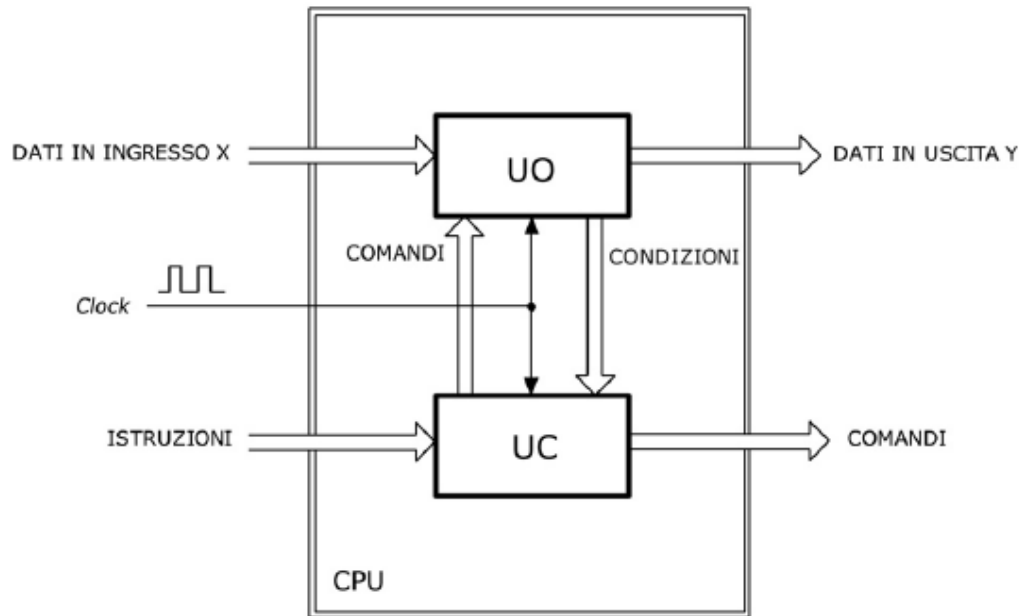 DATI IN INGRESSO X
UO
DATI IN USCITA Y
COMANDI
CONDIZIONI
Clock
ISTRUZIONI
UC
COMANDI
CPU